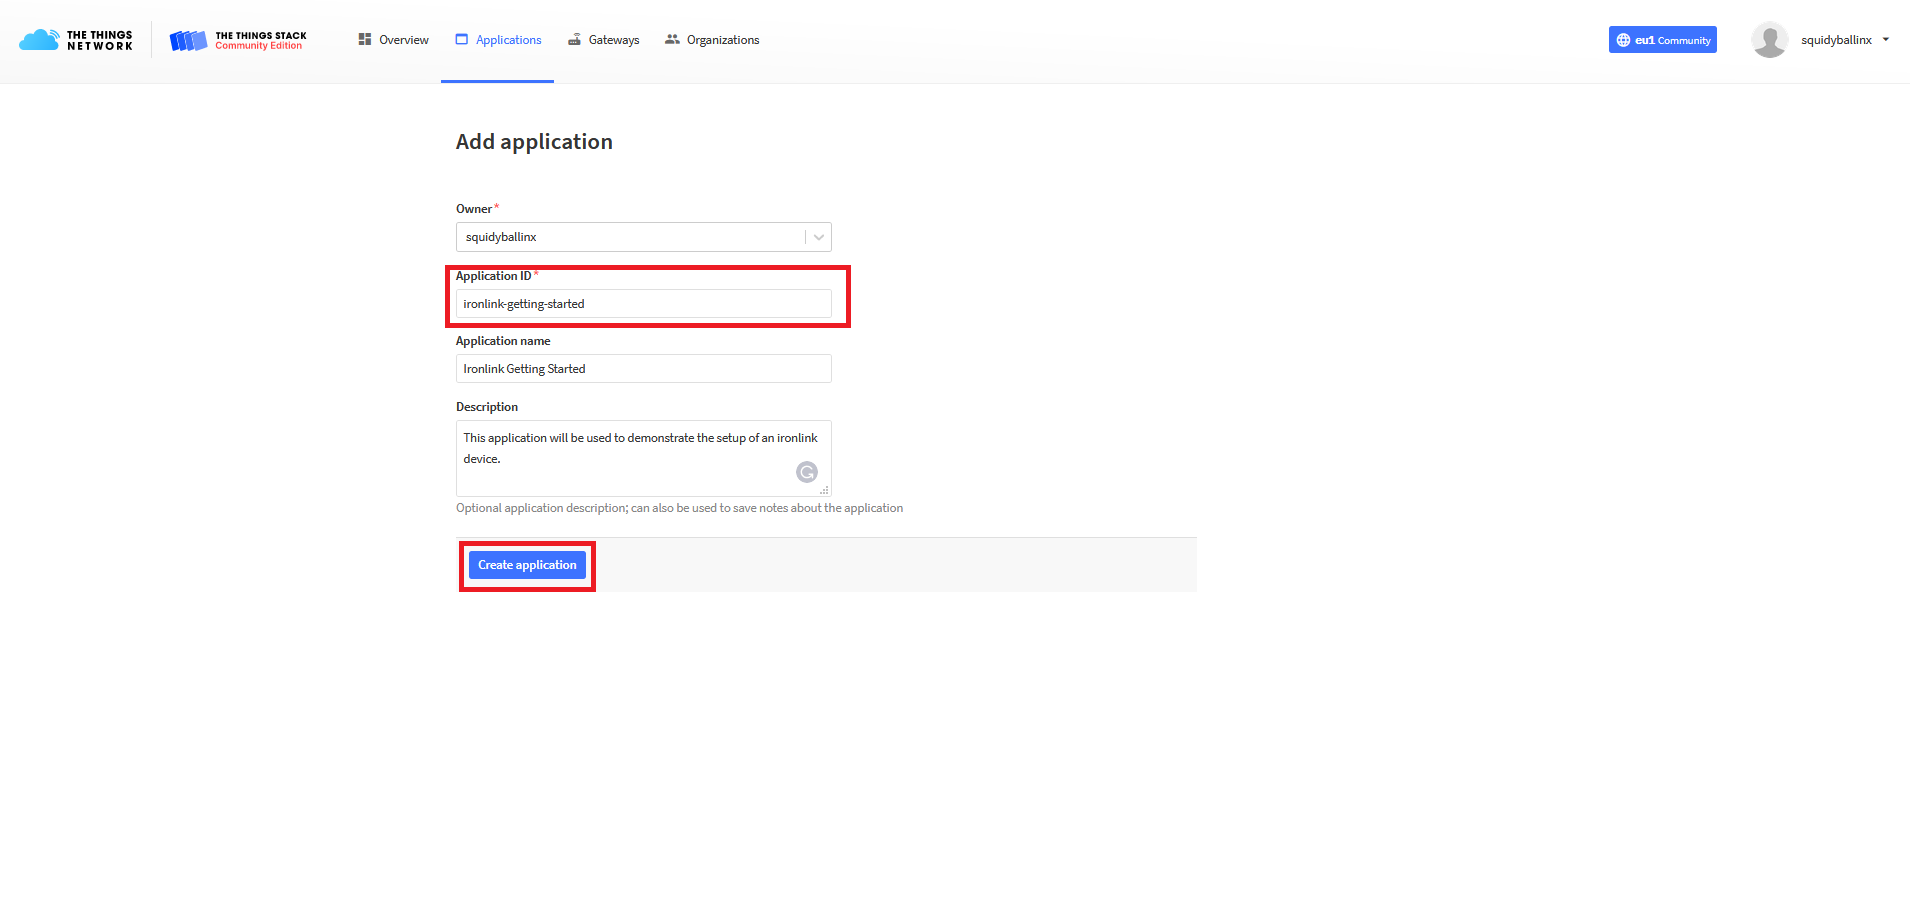 THE THINGS
NETWORK
THE THINGS STACK
Community Edition
Overview
Applications
Gateways
Organizations
eu1 Community
squidyballinx
Add application
Owner*
squidyballinx
Application ID*
ironlink-getting-started
Application name
Ironlink Getting Started
Description
This application will be used to demonstrate the setup of an ironlink
device.
Optional application description; can also be used to save notes about the application
Create application